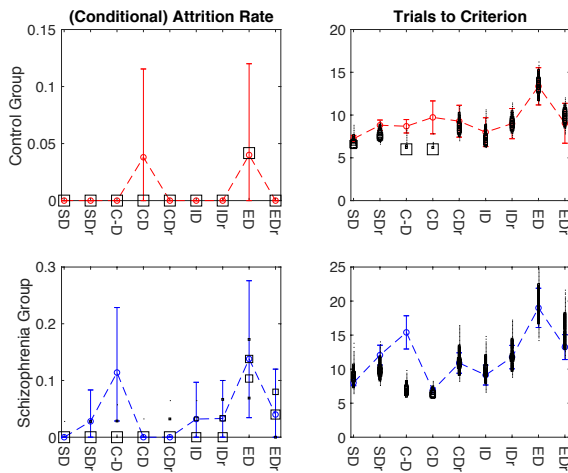 (Conditional) Attrition Rate
Trials to Criterion
Control Group
0.15
0.1
0.05
0
SD
SDr
C-D
CD
CDr
ID
IDr
ED
EDr
20
15
10
5
0
SD
SDr
C-D
CD
CDr
ID
IDr
ED
EDr
Schizophrenia Group
0.3
0.2
0.1
0
SD
SDr
C-D
CD
CDr
ID
IDr
ED
EDr
25
20
15
10
5
0
SD
SDr
C-D
CD
CDr
ID
IDr
ED
EDr